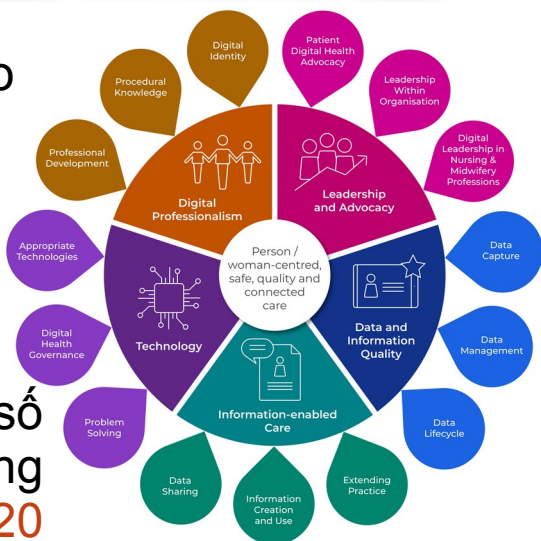 Digital
Identity
Patient
Digital Health
Advocacy
Procedural
Knowledge
Leadership
Within
Organisation
Professional
Development
Digital
Leadership in
Nursing &
Midwifery
Professions
Digital
Professionalism
Leadership
and Advocacy
Appropriate
Technologies
Data
Capture
Person /
woman-centred,
safe, quality and
connected
care
Technology
Data and
Information
Quality
Digital
Health
Governance
Data
Management
Information-enabled
Care
Problem
Solving
Data
Lifecycle
Data
Sharing
Information
Creation
and Use
Extending
Practice
số
ng
20